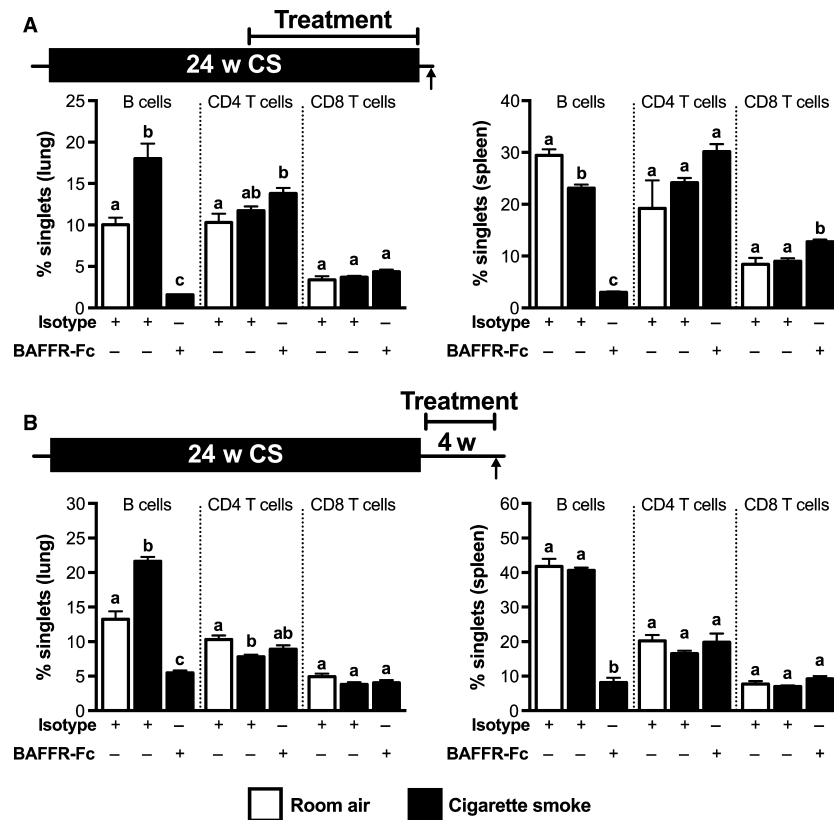 A
Treatment
24 w CS
% singlets (lung)
25
20
15
10
5
0
B cells CD4 T cells CD8 T cells
a b c a ab b a a a
Isotype + + – + + – + + –
BAFFR-Fc – – + – – + – – +
% singlets (spleen)
40
30
20
10
0
B cells CD4 T cells CD8 T cells
a b c a a a a a b
Isotype + + – + + – + + –
BAFFR-Fc – – + – – + – – +
B
Treatment
4 w
24 w CS
% singlets (lung)
30
25
20
15
10
5
0
B cells CD4 T cells CD8 T cells
a b c a b ab a a a
Isotype + + – + + – + + –
BAFFR-Fc – – + – – + – – +
% singlets (spleen)
60
50
40
30
20
10
0
B cells CD4 T cells CD8 T cells
a a b a a a a a a
Isotype + + – + + – + + –
BAFFR-Fc – – + – – + – – +
Room air Cigarette smoke